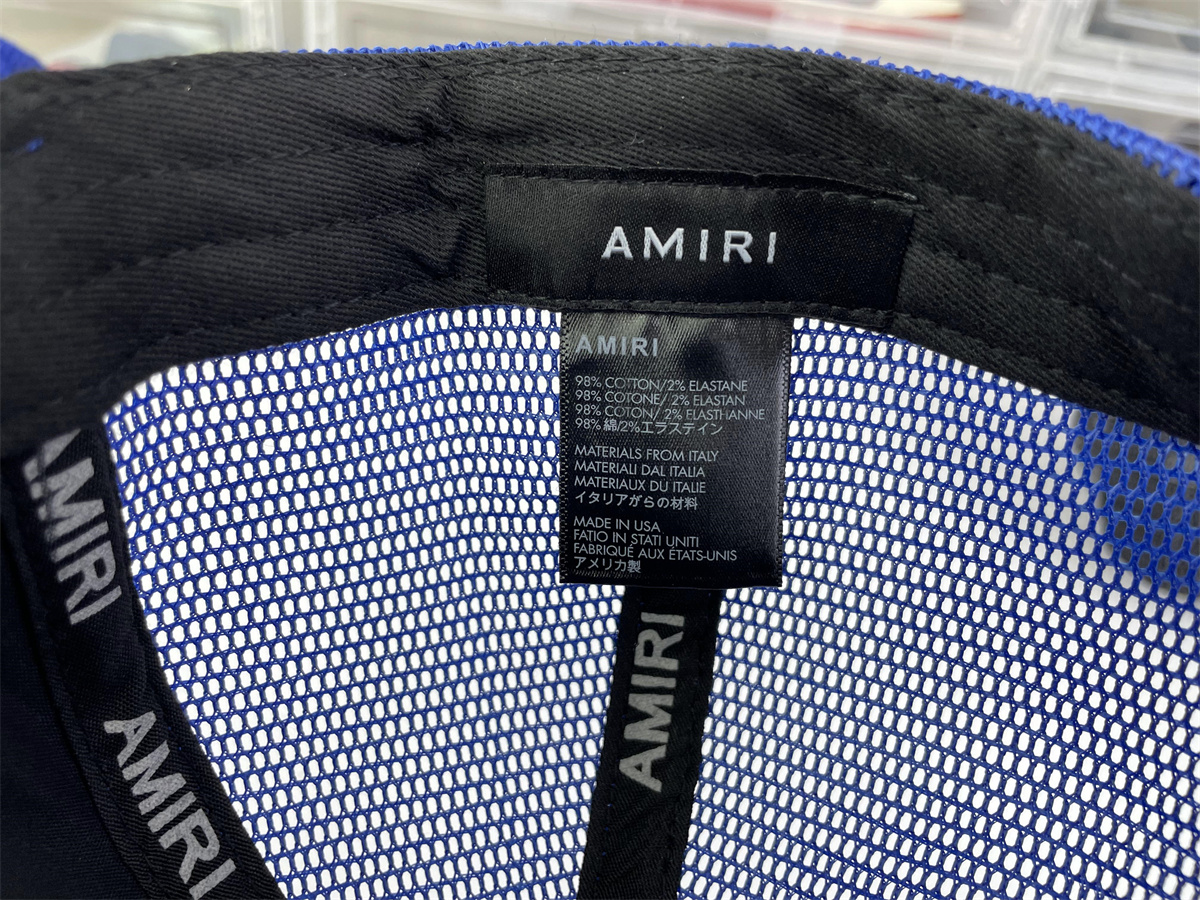 AMIRI
AMIRI
98% COTTON/2% ELASTANE
98% COTONE/ 2% ELASTAN
98% COTON/ 2% ELASTHANNE
98% 綿/2%エラステイン
MATERIALS FROM ITALY
MATERIALI DAL ITALIA
MATERIAUX DU ITALIE
イタリアがらの材料
MADE IN USA
FATIO IN STATI UNITI
FABRIQUÉ AUX ÉTATS-UNIS
アメリカ製
AMIRI
AMIRI
AMIRI